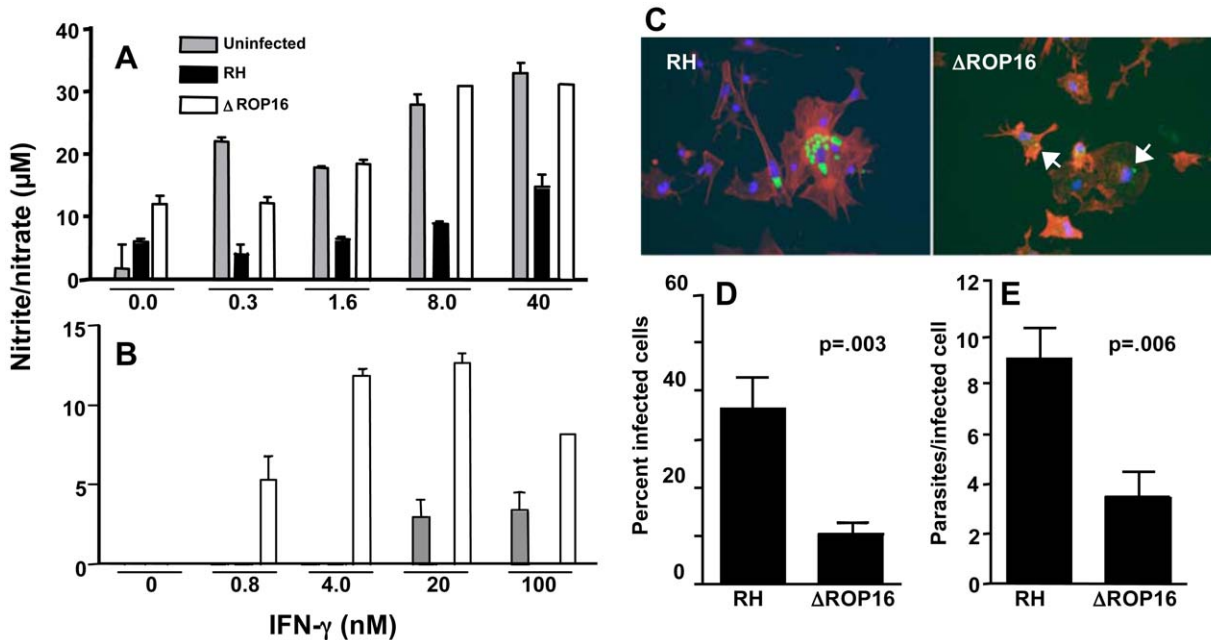 A
Uninfected
RH
Δ ROP16
Nitrite/nitrate (µM)
40
30
20
10
0
0.0 0.3 1.6 8.0 40
B
15
10
5
0
0 0.8 4.0 20 100
IFN-γ (nM)
C
RH
ΔROP16
D
p=.003
Percent infected cells
60
40
20
0
RH ΔROP16
E
p=.006
Parasites/infected cell
12
10
8
6
4
2
0
RH ΔROP16